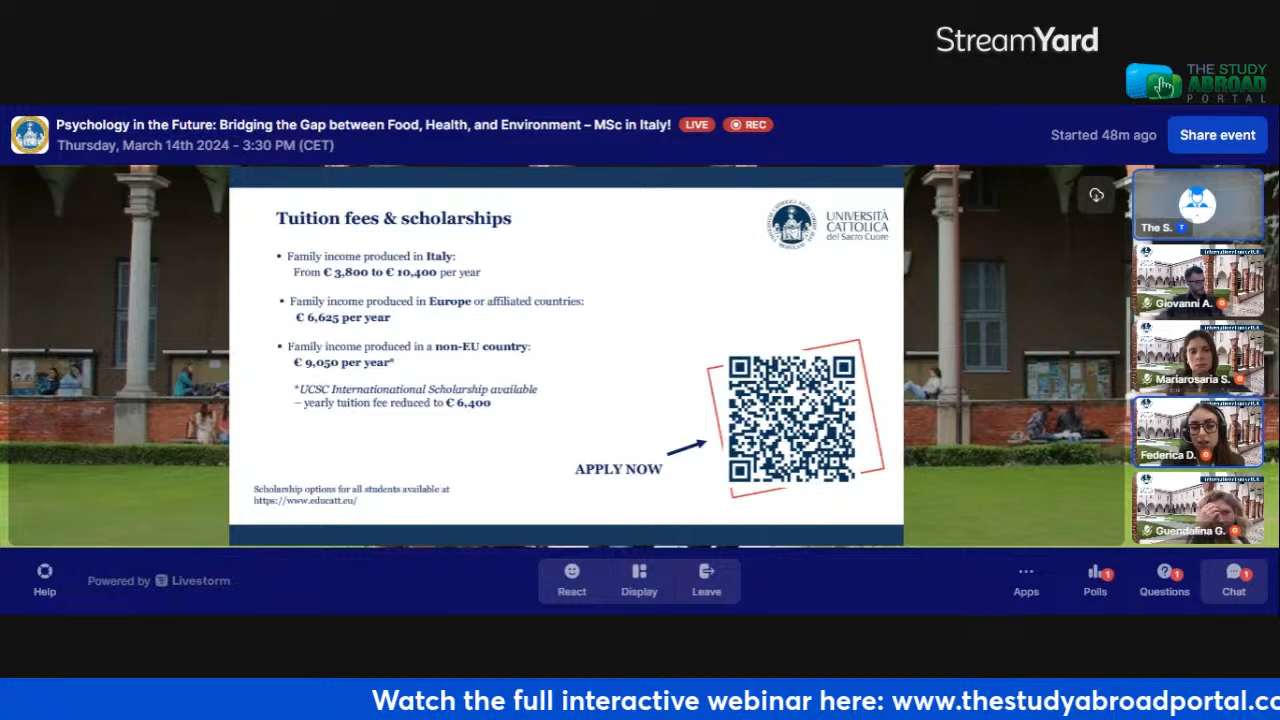 StreamYard
THE STUDY
ABROAD
PORTAL
Psychology in the Future: Bridging the Gap between Food, Health, and Environment – MSc in Italy! LIVE REC
Thursday, March 14th 2024 - 3:30 PM (CET)
Started 48m ago
Share event
Tuition fees & scholarships
UNIVERSITÀ
CATTOLICA
del Sacro Cuore
• Family income produced in Italy:
From € 3,800 to € 10,400 per year
• Family income produced in Europe or affiliated countries:
€ 6,625 per year
• Family income produced in a non-EU country:
€ 9,050 per year*
*UCSC Internationational Scholarship available
– yearly tuition fee reduced to € 6,400
APPLY NOW
Scholarship options for all students available at
https://www.educatt.eu/
The S. T
Giovanni A. G
Mariarosaria S. G
Federica D. G
Guendalina G. G
Help
Powered by Livestorm
React
Display
Leave
Apps
Polls 1
Questions 1
Chat 1
Watch the full interactive webinar here: www.thestudyabroadportal.co